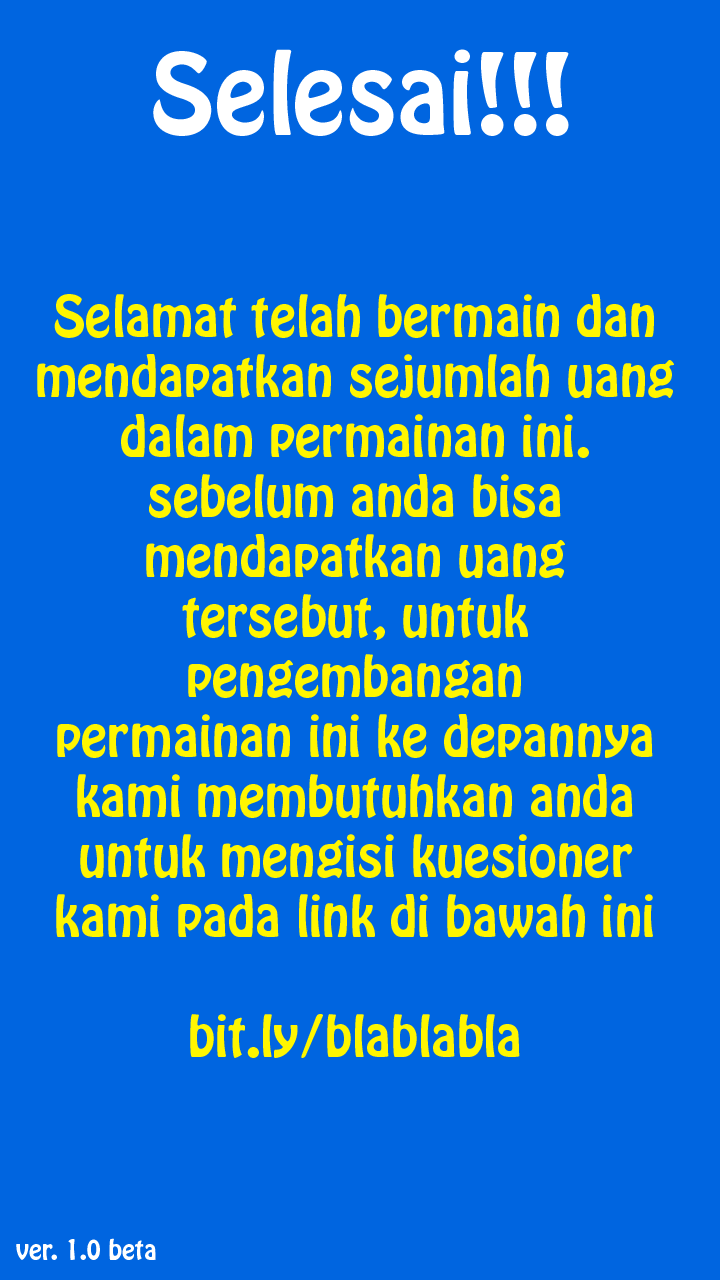 Selesai!!!
Selamat telah bermain dan
mendapatkan sejumlah uang
dalam permainan ini.
sebelum anda bisa
mendapatkan uang
tersebut, untuk
pengembangan
permainan ini ke depannya
kami membutuhkan anda
untuk mengisi kuesioner
kami pada link di bawah ini
bit.ly/blablabla
ver. 1.0 beta